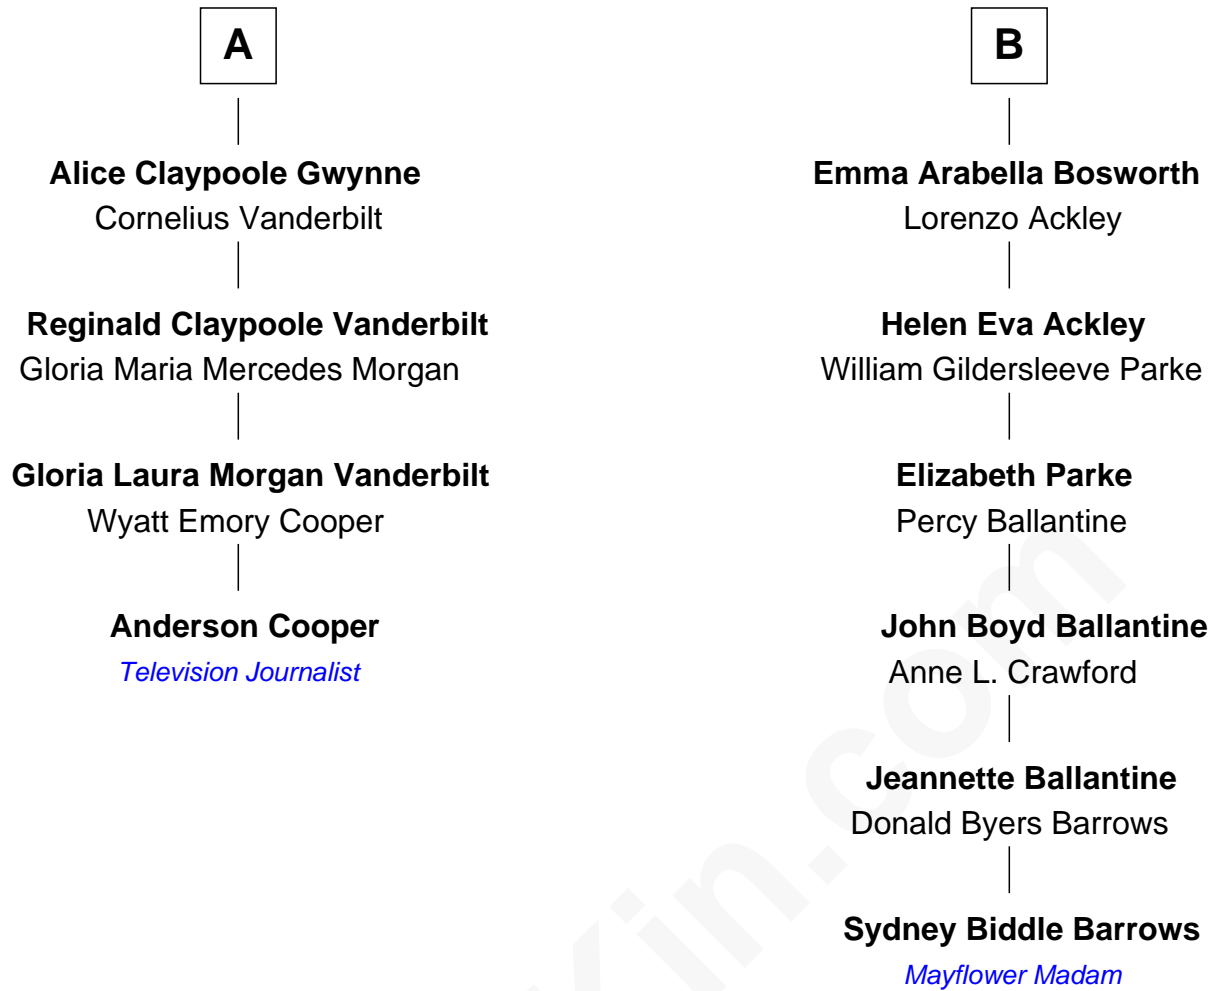 A
Alice Claypoole Gwynne
Cornelius Vanderbilt
Reginald Claypoole Vanderbilt
Gloria Maria Mercedes Morgan
Gloria Laura Morgan Vanderbilt
Wyatt Emory Cooper
Anderson Cooper
Television Journalist
B
Emma Arabella Bosworth
Lorenzo Ackley
Helen Eva Ackley
William Gildersleeve Parke
Elizabeth Parke
Percy Ballantine
John Boyd Ballantine
Anne L. Crawford
Jeannette Ballantine
Donald Byers Barrows
Sydney Biddle Barrows
Mayflower Madam
Kin.com